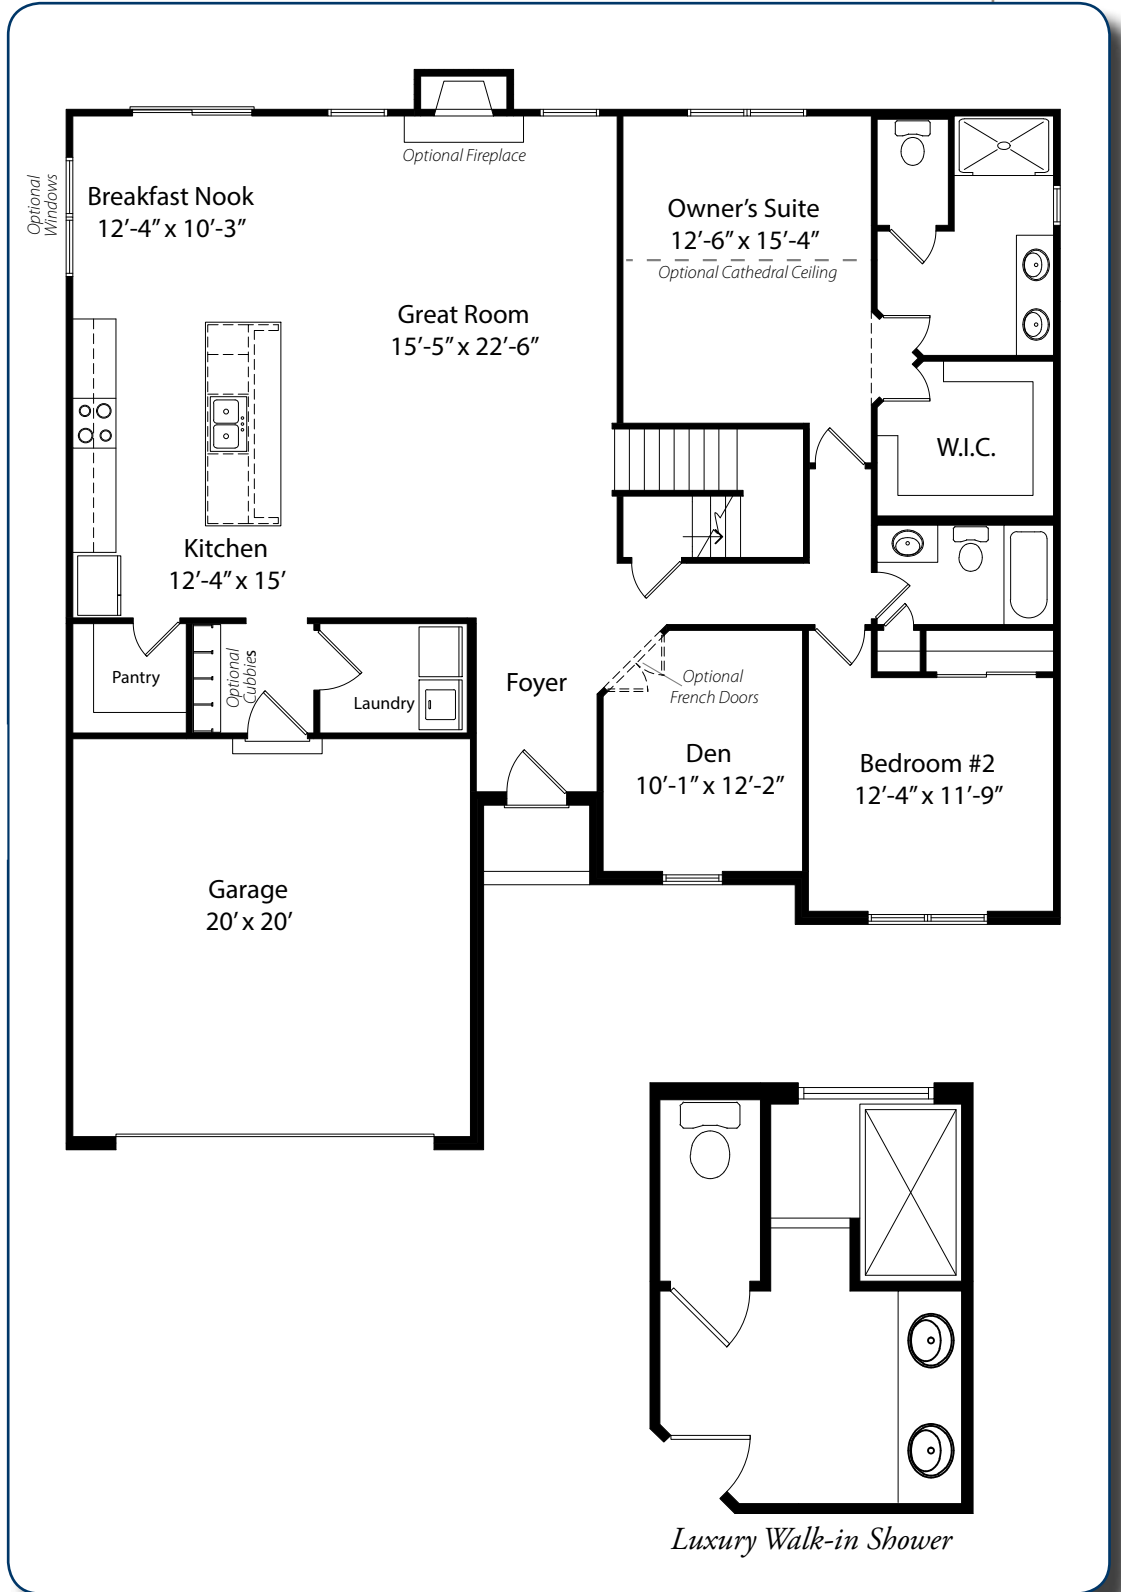 Optional Fireplace
Optional
Windows
Breakfast Nook
12’-4” x 10’-3”
Owner’s Suite
12’-6” x 15’-4”
Optional Cathedral Ceiling
Great Room
15’-5” x 22’-6”
W.I.C.
Kitchen
12’-4” x 15’
Pantry
Optional
Cubbies
Laundry
Foyer
Optional
French Doors
Den
10’-1” x 12’-2”
Bedroom #2
12’-4” x 11’-9”
Garage
20’ x 20’
Luxury Walk-in Shower